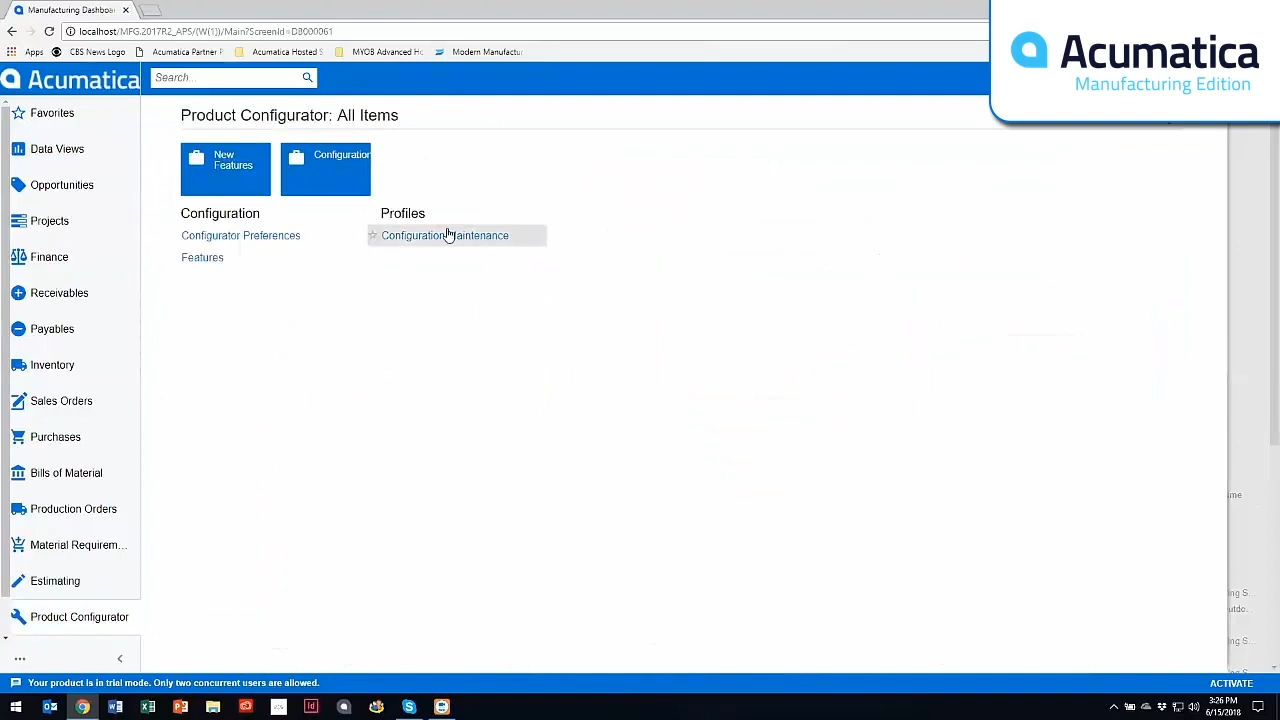 Manufacturing Dashboa
localhost/MFG.2017R2_APS/(W(1))/Main?ScreenId=DB000061
Apps
CBS News Logo
Acumatica Partner P
Acumatica Hosted S
MYOB Advanced Ho
Modern Manufactur
Acumatica
Manufacturing Edition
Acumatica
Search...
Product Configurator: All Items
New
Features
Configuration
Configuration
Profiles
Configurator Preferences
Configuration Maintenance
Features
Favorites
Data Views
Opportunities
Projects
Finance
Receivables
Payables
Inventory
Sales Orders
Purchases
Bills of Material
Production Orders
Material Requirem...
Estimating
Product Configurator
Your product is in trial mode. Only two concurrent users are allowed.
ACTIVATE
3:26 PM
6/15/2018